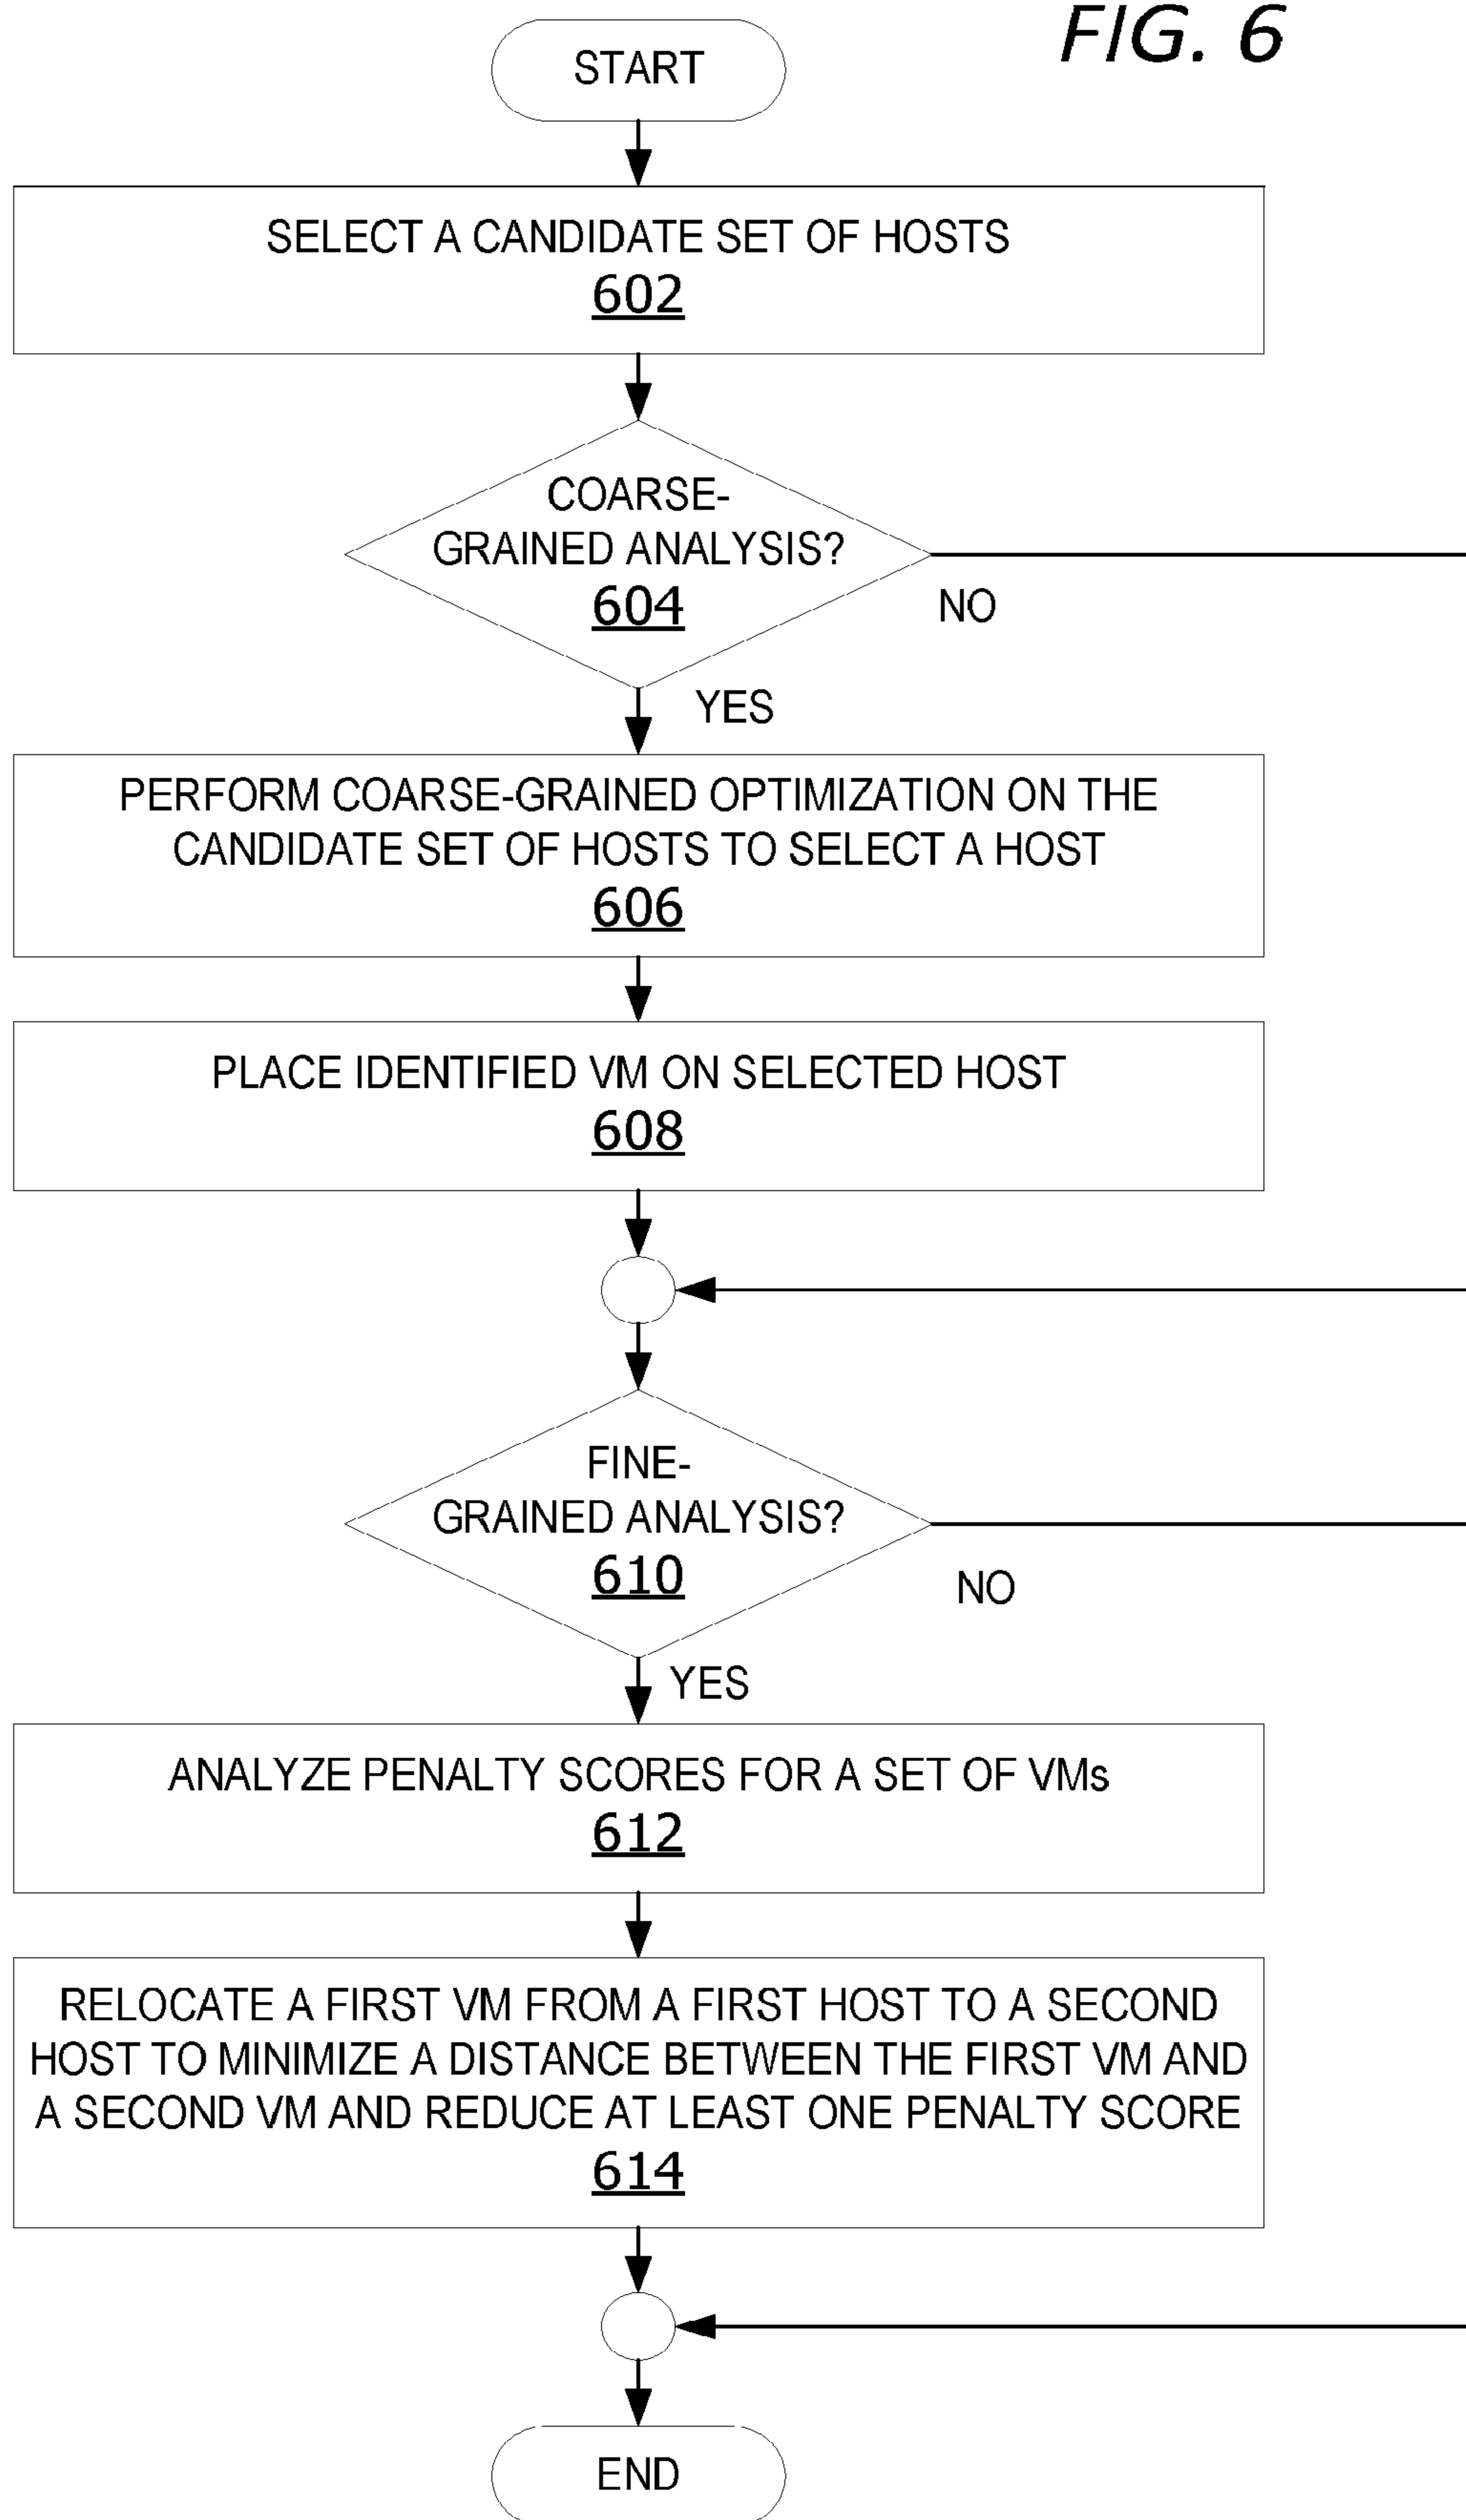 FIG. 6
START
SELECT A CANDIDATE SET OF HOSTS
602
COARSE-
GRAINED ANALYSIS?
604
NO
YES
PERFORM COARSE-GRAINED OPTIMIZATION ON THE
CANDIDATE SET OF HOSTS TO SELECT A HOST
606
PLACE IDENTIFIED VM ON SELECTED HOST
608
FINE-
GRAINED ANALYSIS?
610
NO
YES
ANALYZE PENALTY SCORES FOR A SET OF VMs
612
RELOCATE A FIRST VM FROM A FIRST HOST TO A SECOND
HOST TO MINIMIZE A DISTANCE BETWEEN THE FIRST VM AND
A SECOND VM AND REDUCE AT LEAST ONE PENALTY SCORE
614
END